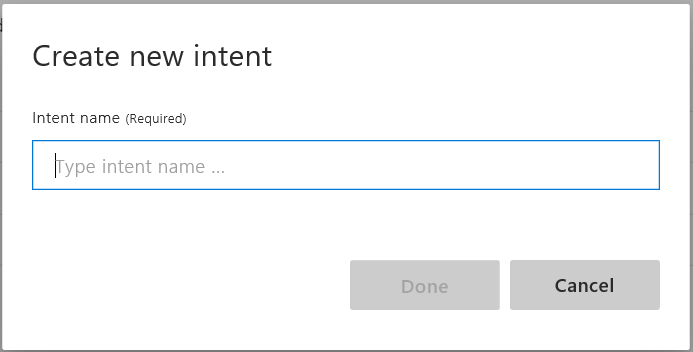 Create new intent
Intent name (Required)
Type intent name ...
Done
Cancel